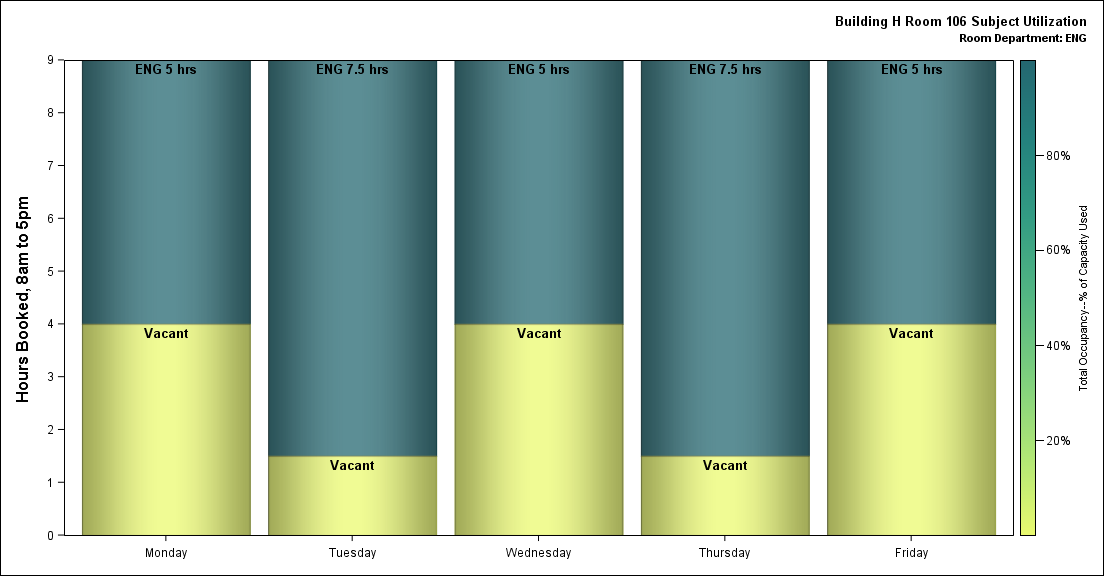 Building H Room 106 Subject Utilization
Room Department: ENG
Hours Booked, 8am to 5pm
9
8
7
6
5
4
3
2
1
0
ENG 5 hrs
ENG 7.5 hrs
ENG 5 hrs
ENG 7.5 hrs
ENG 5 hrs
Vacant
Vacant
Vacant
Vacant
Vacant
Monday
Tuesday
Wednesday
Thursday
Friday
80%
60%
40%
20%
Total Occupancy--% of Capacity Used